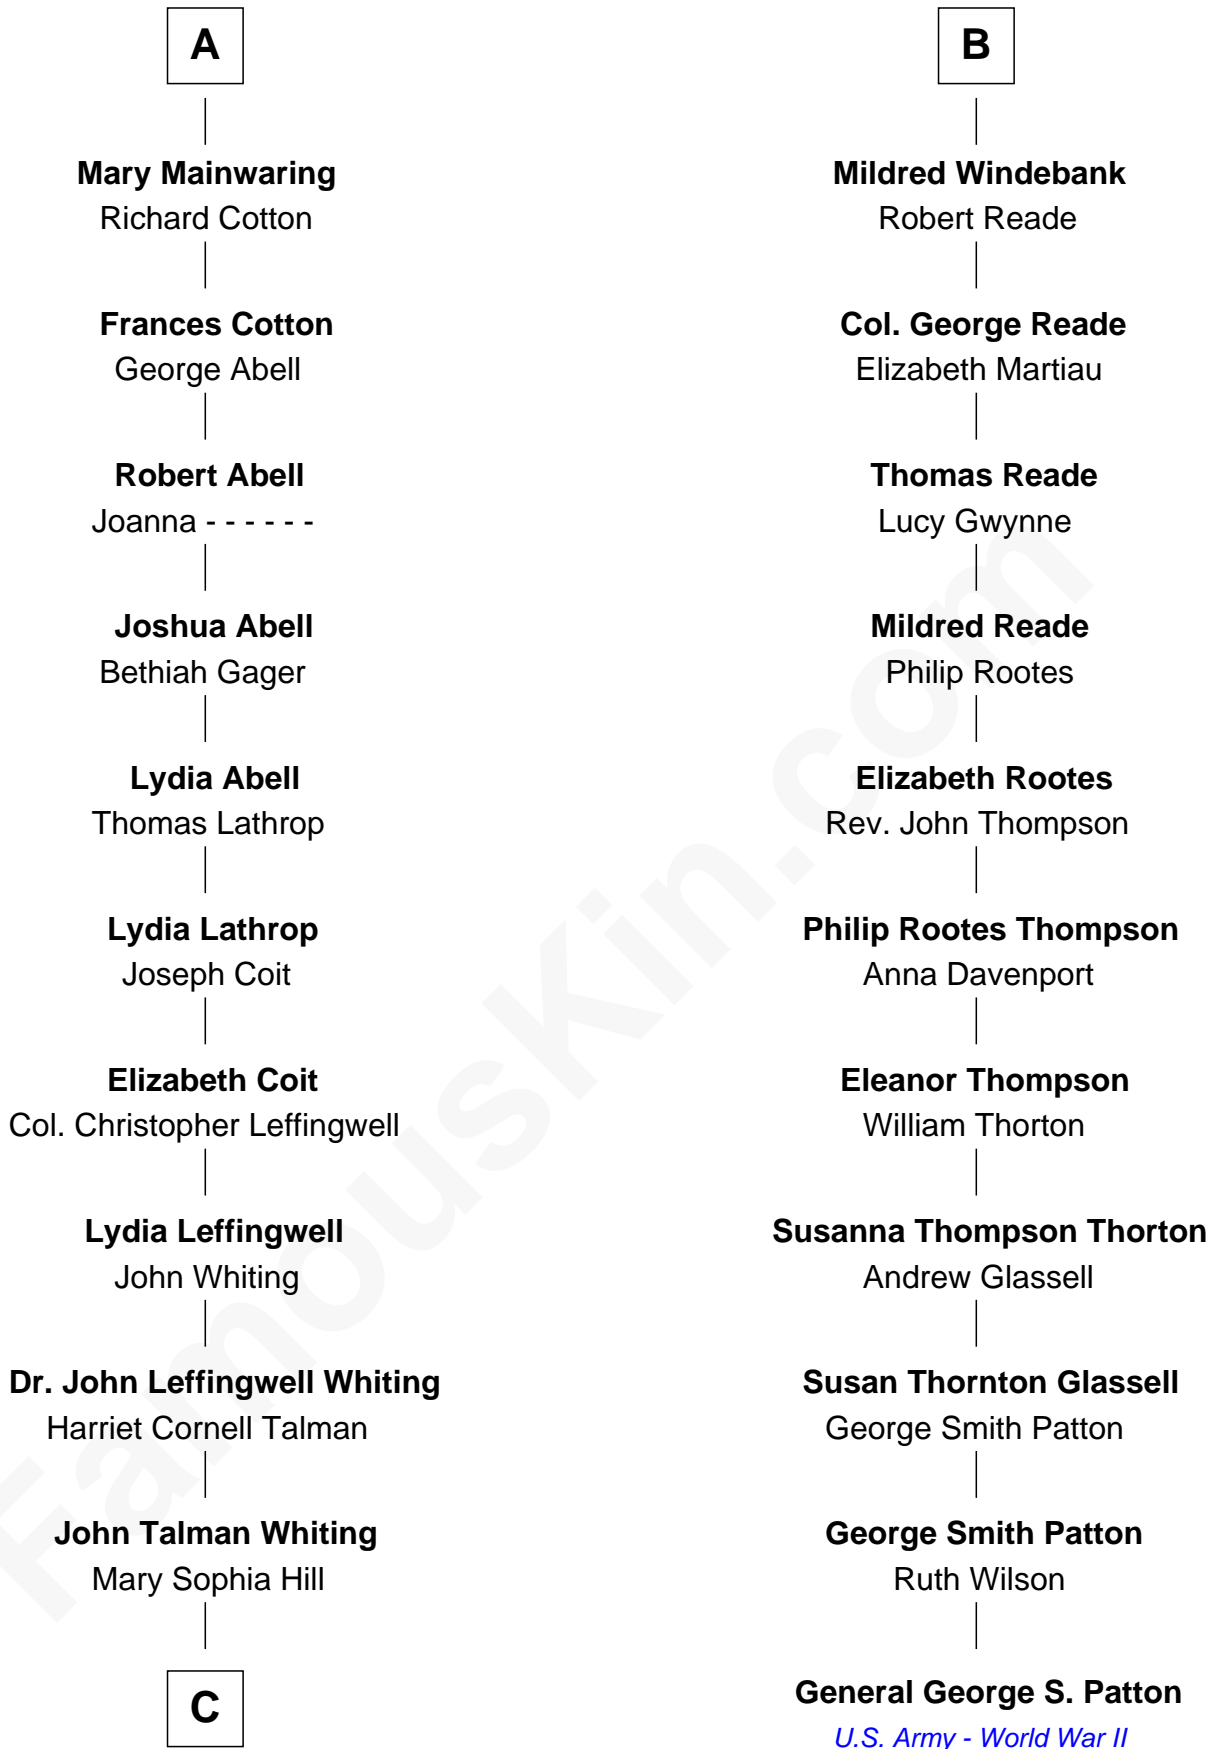 A
Mary Mainwaring
Richard Cotton
Frances Cotton
George Abell
Robert Abell
Joanna - - - - - -
Joshua Abell
Bethiah Gager
Lydia Abell
Thomas Lathrop
Lydia Lathrop
Joseph Coit
Elizabeth Coit
Col. Christopher Leffingwell
Lydia Leffingwell
John Whiting
Dr. John Leffingwell Whiting
Harriet Cornell Talman
John Talman Whiting
Mary Sophia Hill
C
B
Mildred Windebank
Robert Reade
Col. George Reade
Elizabeth Martiau
Thomas Reade
Lucy Gwynne
Mildred Reade
Philip Rootes
Elizabeth Rootes
Rev. John Thompson
Philip Rootes Thompson
Anna Davenport
Eleanor Thompson
William Thorton
Susanna Thompson Thorton
Andrew Glassell
Susan Thornton Glassell
George Smith Patton
George Smith Patton
Ruth Wilson
General George S. Patton
U.S. Army - World War II
FamousKin.com